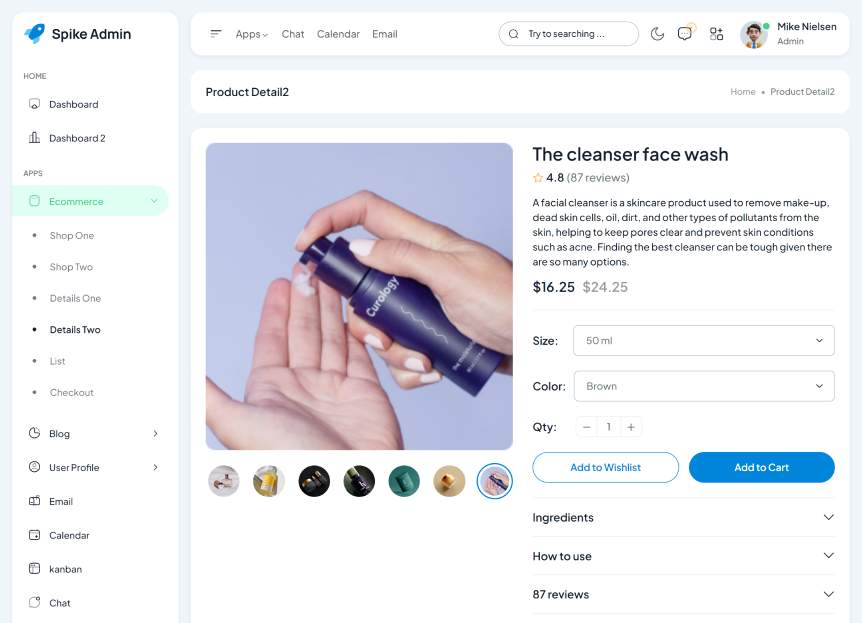 Spike Admin
HOME
Dashboard
Dashboard 2
APPS
Ecommerce
Shop One
Shop Two
Details One
Details Two
List
Checkout
Blog
User Profile
Email
Calendar
kanban
Chat
Apps
Chat
Calendar
Email
Try to searching ...
Mike Nielsen
Admin
Product Detail2
Home • Product Detail2
Curology
The cleanser face wash
4.8 (87 reviews)
A facial cleanser is a skincare product used to remove make-up,
dead skin cells, oil, dirt, and other types of pollutants from the
skin, helping to keep pores clear and prevent skin conditions
such as acne. Finding the best cleanser can be tough given there
are so many options.
$16.25 $24.25
Size: 50 ml
Color: Brown
Qty: − 1 +
Add to Wishlist
Add to Cart
Ingredients
How to use
87 reviews